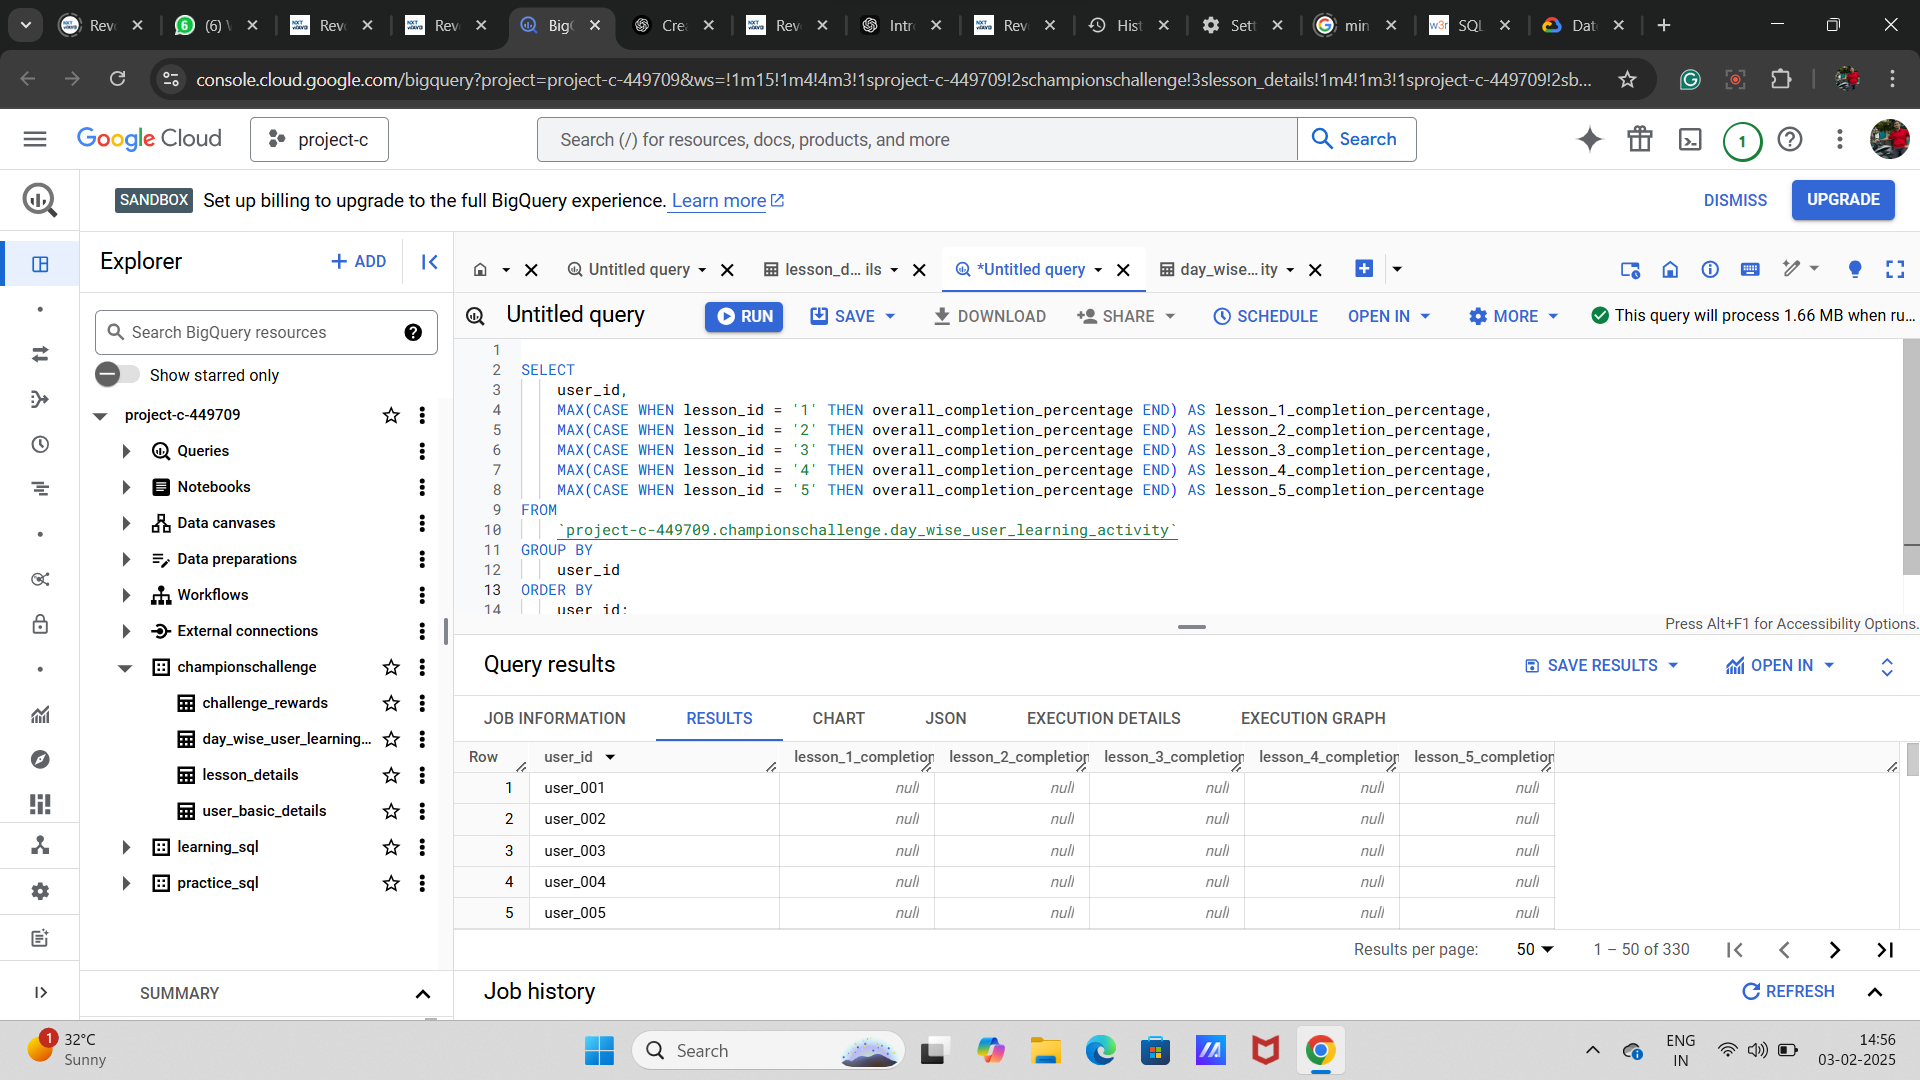 Rev
(6) V
Rev
Rev
Big
Crea
Rev
Intr
Rev
Hist
Sett
min
SQL
Dat
console.cloud.google.com/bigquery?project=project-c-449709&ws=!1m15!1m4!4m3!1sproject-c-449709!2schampionschallenge!3slesson_details!1m4!1m3!1sproject-c-449709!2sb...
Google Cloud
project-c
Search (/) for resources, docs, products, and more
Search
1
SANDBOX
Set up billing to upgrade to the full BigQuery experience. Learn more
DISMISS
UPGRADE
Explorer
+ ADD
Untitled query
lesson_d... ils
*Untitled query
day_wise...ity
Untitled query
RUN
SAVE
DOWNLOAD
SHARE
SCHEDULE
OPEN IN
MORE
This query will process 1.66 MB when ru...
Search BigQuery resources
Show starred only
project-c-449709
Queries
Notebooks
Data canvases
Data preparations
Workflows
External connections
championschallenge
challenge_rewards
day_wise_user_learning...
lesson_details
user_basic_details
learning_sql
practice_sql
SUMMARY
1
2 SELECT
3 user_id,
4 MAX(CASE WHEN lesson_id = '1' THEN overall_completion_percentage END) AS lesson_1_completion_percentage,
5 MAX(CASE WHEN lesson_id = '2' THEN overall_completion_percentage END) AS lesson_2_completion_percentage,
6 MAX(CASE WHEN lesson_id = '3' THEN overall_completion_percentage END) AS lesson_3_completion_percentage,
7 MAX(CASE WHEN lesson_id = '4' THEN overall_completion_percentage END) AS lesson_4_completion_percentage,
8 MAX(CASE WHEN lesson_id = '5' THEN overall_completion_percentage END) AS lesson_5_completion_percentage
9 FROM
10 `project-c-449709.championschallenge.day_wise_user_learning_activity`
11 GROUP BY
12 user_id
13 ORDER BY
14 user_id;
Press Alt+F1 for Accessibility Options.
Query results
SAVE RESULTS
OPEN IN
JOB INFORMATION
RESULTS
CHART
JSON
EXECUTION DETAILS
EXECUTION GRAPH
Row user_id lesson_1_completion lesson_2_completion lesson_3_completion lesson_4_completion lesson_5_completion
1 user_001 null null null null null
2 user_002 null null null null null
3 user_003 null null null null null
4 user_004 null null null null null
5 user_005 null null null null null
Results per page: 50 1 – 50 of 330
Job history
REFRESH
1
32°C
Sunny
Search
ENG
IN
14:56
03-02-2025